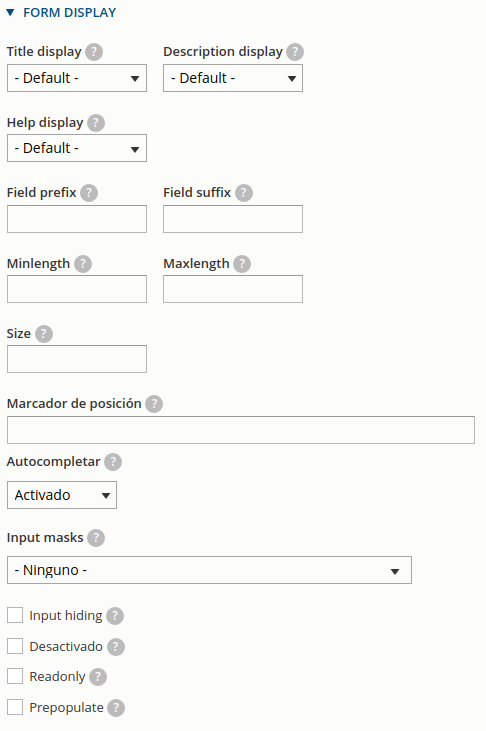 FORM DISPLAY
Title display ? Description display ?
- Default - - Default -
Help display ?
- Default -
Field prefix ? Field suffix ?
Minlength ? Maxlength ?
Size ?
Marcador de posición ?
Autocompletar ?
Activado
Input masks ?
- Ninguno -
Input hiding ?
Desactivado ?
Readonly ?
Prepopulate ?